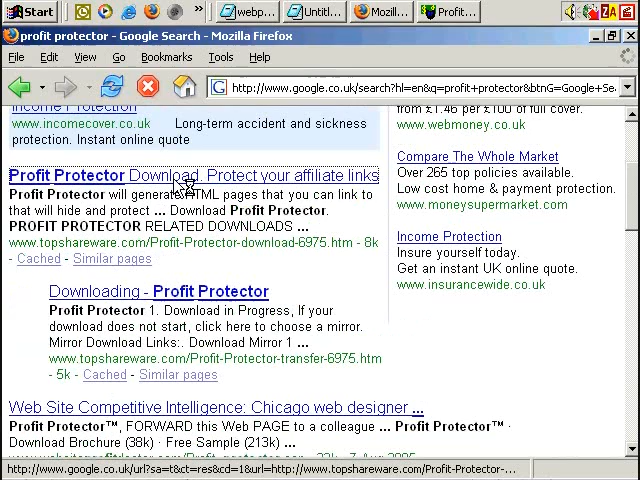 Start
webp...
Untitl...
Mozill...
Profit...
ZA
profit protector - Google Search - Mozilla Firefox
File Edit View Go Bookmarks Tools Help
G http://www.google.co.uk/search?hl=en&q=profit+protector&btnG=Google+Se
Income Protection
www.incomecover.co.uk Long-term accident and sickness
protection. Instant online quote
Profit Protector Download. Protect your affiliate links
Profit Protector will generate HTML pages that you can link to
that will hide and protect ... Download Profit Protector.
PROFIT PROTECTOR RELATED DOWNLOADS ...
www.topshareware.com/Profit-Protector-download-6975.htm - 8k
- Cached - Similar pages
Downloading - Profit Protector
Profit Protector 1. Download in Progress, If your
download does not start, click here to choose a mirror.
Mirror Download Links:. Download Mirror 1 ...
www.topshareware.com/Profit-Protector-transfer-6975.htm
- 5k - Cached - Similar pages
Web Site Competitive Intelligence: Chicago web designer ...
Profit Protector™, FORWARD this Web PAGE to a colleague ... Profit Protector™ ·
Download Brochure (38k) · Free Sample (213k) ...
from £1.46 per £100 of full cover.
www.webmoney.co.uk
Compare The Whole Market
Over 265 top policies available.
Low cost home & payment protection.
www.moneysupermarket.com
Income Protection
Insure yourself today.
Get an instant UK online quote.
www.insurancewide.co.uk
http://www.google.co.uk/url?sa=t&ct=res&cd=1&url=http://www.topshareware.com/Profit-Protector-...